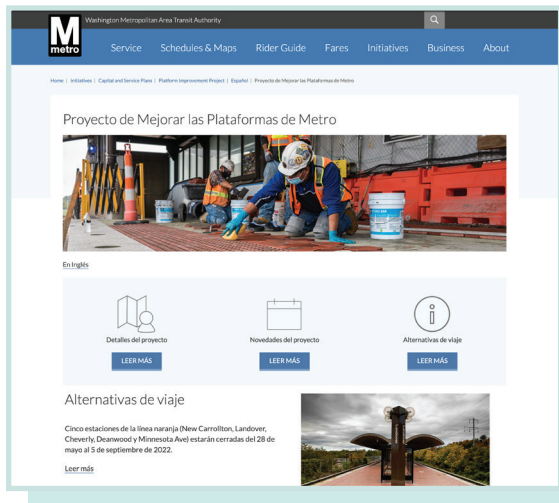 Washington Metropolitan Area Transit Authority
M
metro
Service Schedules & Maps Rider Guide Fares Initiatives Business About
Home | Initiatives | Capital and Service Plans | Platform Improvement Project | Español | Proyecto de Mejorar las Plataformas de Metro
Proyecto de Mejorar las Plataformas de Metro
En Inglés
Detalles del proyecto
LEER MÁS
Novedades del proyecto
LEER MÁS
Alternativas de viaje
LEER MÁS
Alternativas de viaje
Cinco estaciones de la línea naranja (New Carrollton, Landover,
Cheverly, Deanwood y Minnesota Ave) estarán cerradas del 28 de
mayo al 5 de septiembre de 2022.
Leer más